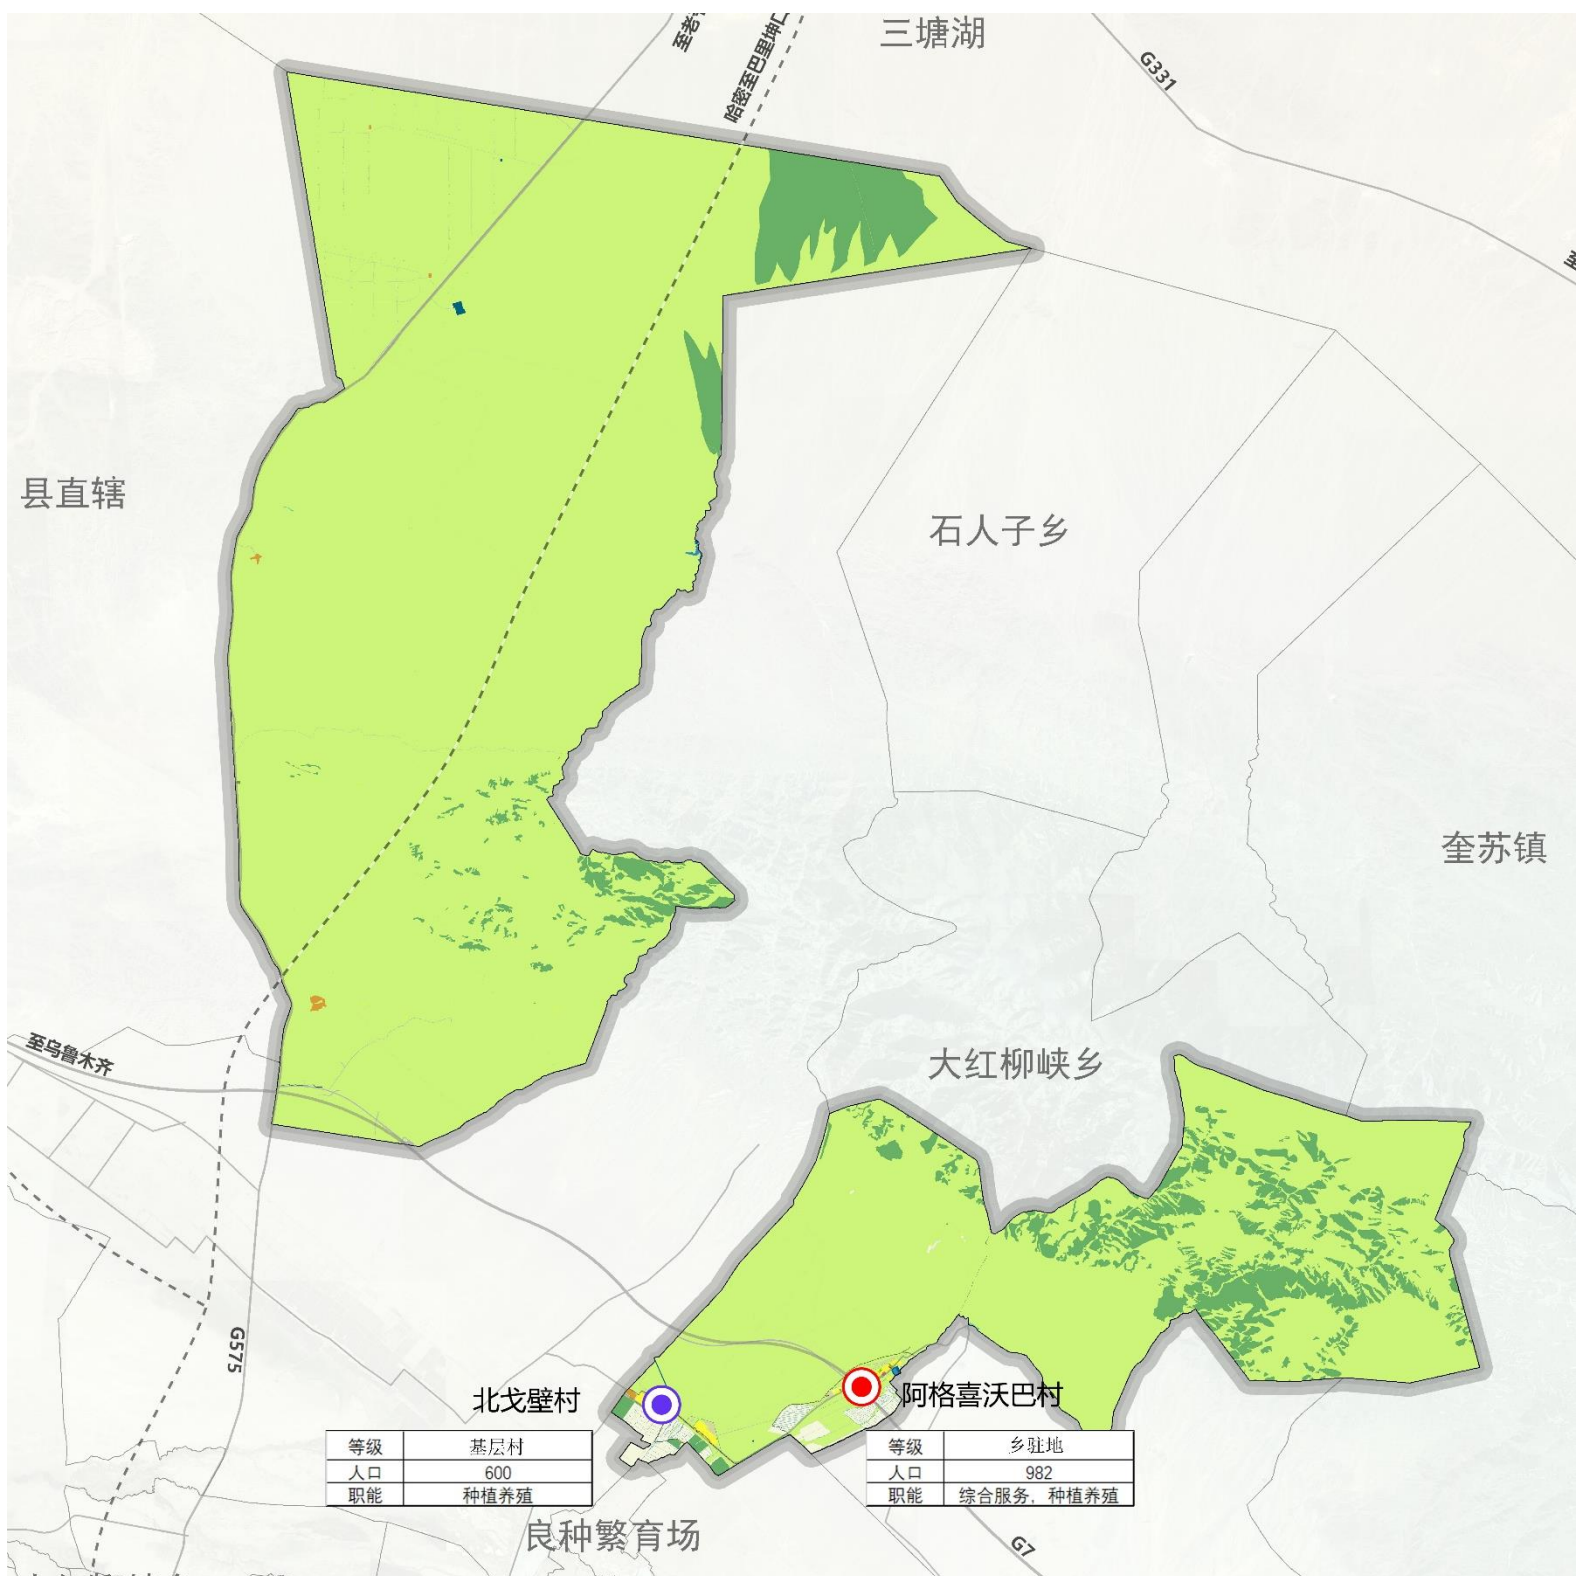 至老
哈密至巴里坤口
三塘湖
G331
至
县直辖
石人子乡
奎苏镇
至乌鲁木齐
大红柳峡乡
G575
北戈壁村
阿格喜沃巴村
等级 基层村
人口 600
职能 种植养殖
等级 乡驻地
人口 982
职能 综合服务，种植养殖
良种繁育场
G7